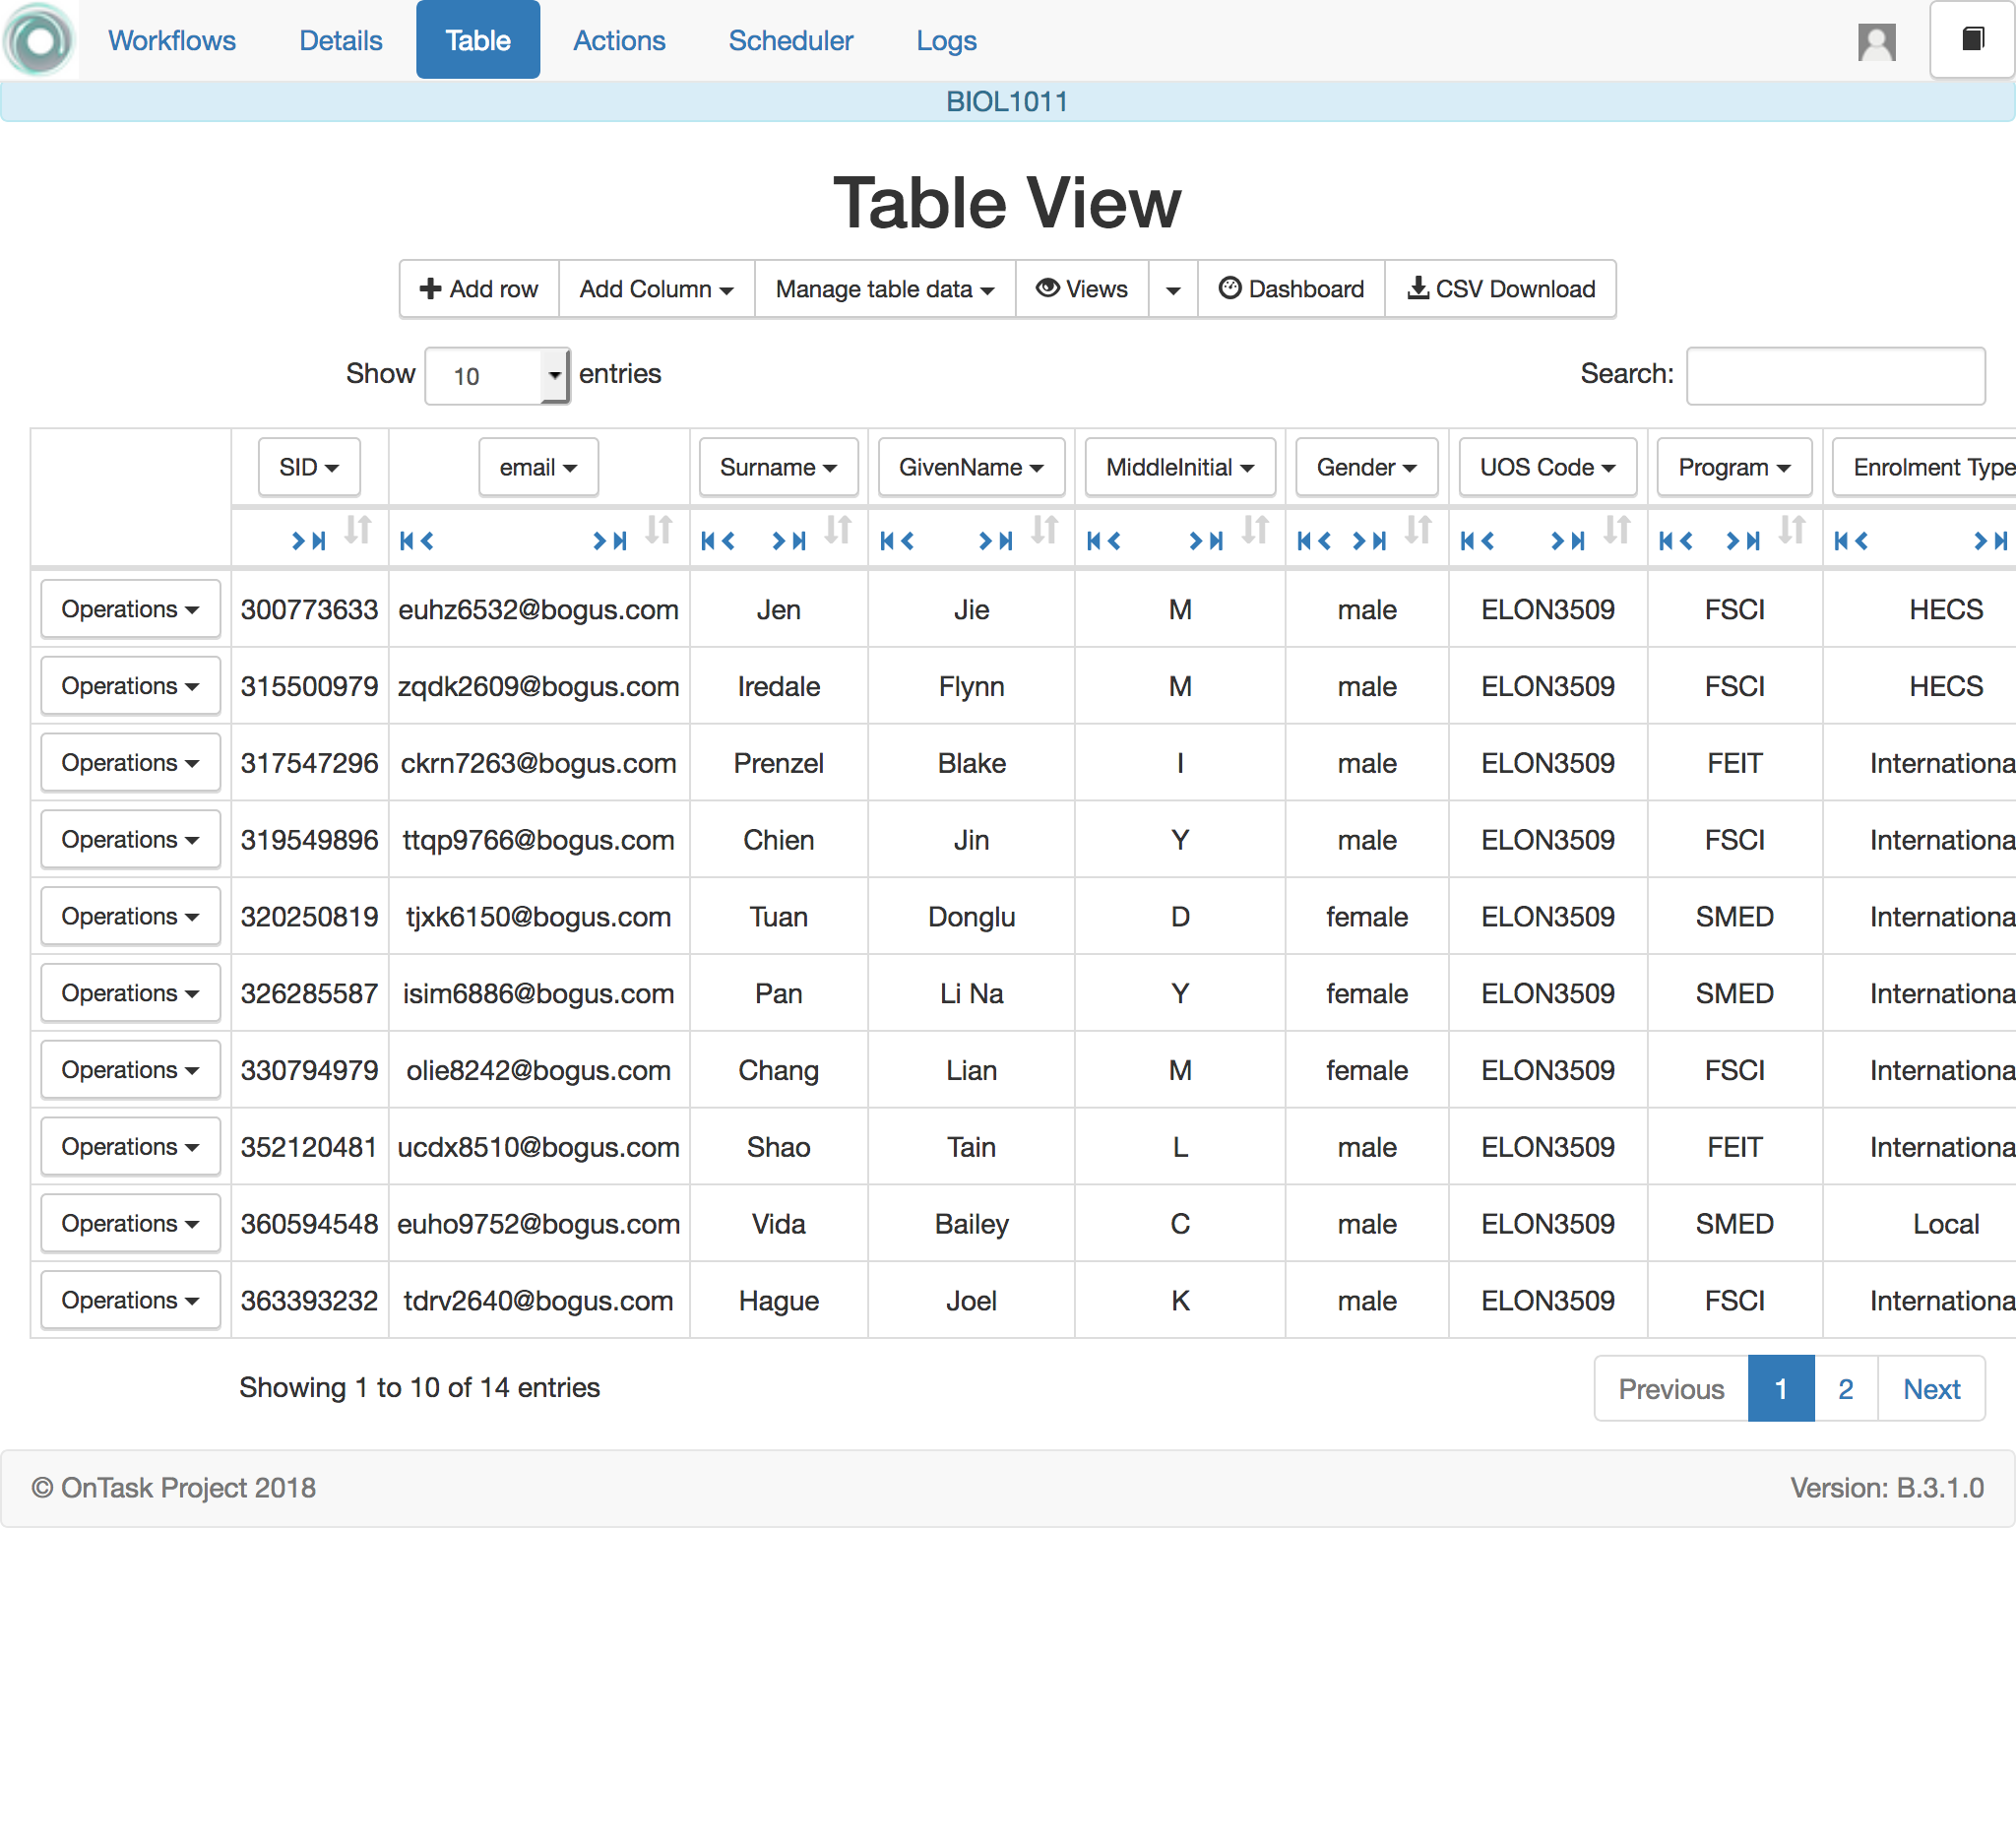 Workflows Details Table Actions Scheduler Logs
BIOL1011
Table View
Add row Add Column Manage table data Views Dashboard CSV Download
Show 10 entries Search:
SID email Surname GivenName MiddleInitial Gender UOS Code Program Enrolment Type
Operations 300773633 euhz6532@bogus.com Jen Jie M male ELON3509 FSCI HECS
Operations 315500979 zqdk2609@bogus.com Iredale Flynn M male ELON3509 FSCI HECS
Operations 317547296 ckrn7263@bogus.com Prenzel Blake I male ELON3509 FEIT Internationa
Operations 319549896 ttqp9766@bogus.com Chien Jin Y male ELON3509 FSCI Internationa
Operations 320250819 tjxk6150@bogus.com Tuan Donglu D female ELON3509 SMED Internationa
Operations 326285587 isim6886@bogus.com Pan Li Na Y female ELON3509 SMED Internationa
Operations 330794979 olie8242@bogus.com Chang Lian M female ELON3509 FSCI Internationa
Operations 352120481 ucdx8510@bogus.com Shao Tain L male ELON3509 FEIT Internationa
Operations 360594548 euho9752@bogus.com Vida Bailey C male ELON3509 SMED Local
Operations 363393232 tdrv2640@bogus.com Hague Joel K male ELON3509 FSCI Internationa
Showing 1 to 10 of 14 entries Previous 1 2 Next
© OnTask Project 2018 Version: B.3.1.0